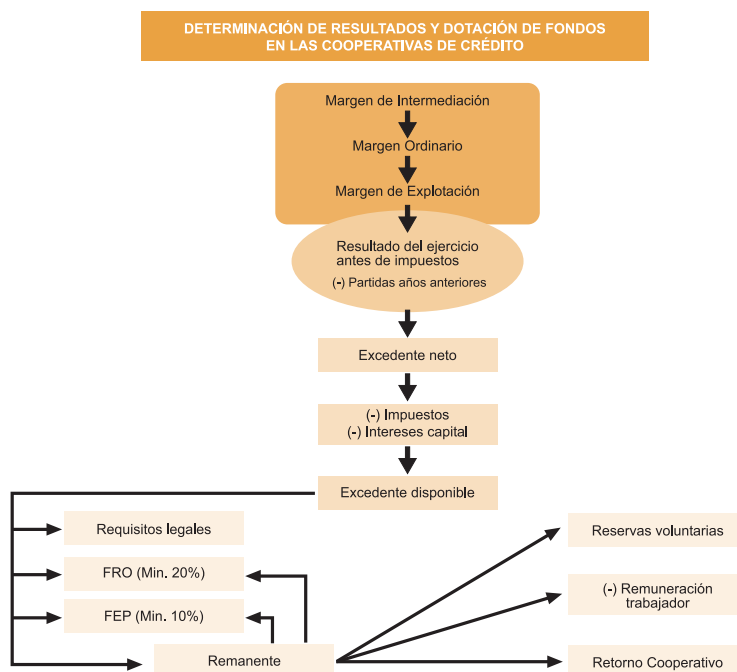 DETERMINACIÓN DE RESULTADOS Y DOTACIÓN DE FONDOS
EN LAS COOPERATIVAS DE CRÉDITO
Margen de Intermediación
Margen Ordinario
Margen de Explotación
Resultado del ejercicio
antes de impuestos
(-) Partidas años anteriores
Excedente neto
(-) Impuestos
(-) Intereses capital
Excedente disponible
Requisitos legales
FRO (Min. 20%)
FEP (Min. 10%)
Remanente
Reservas voluntarias
(-) Remuneración
trabajador
Retorno Cooperativo